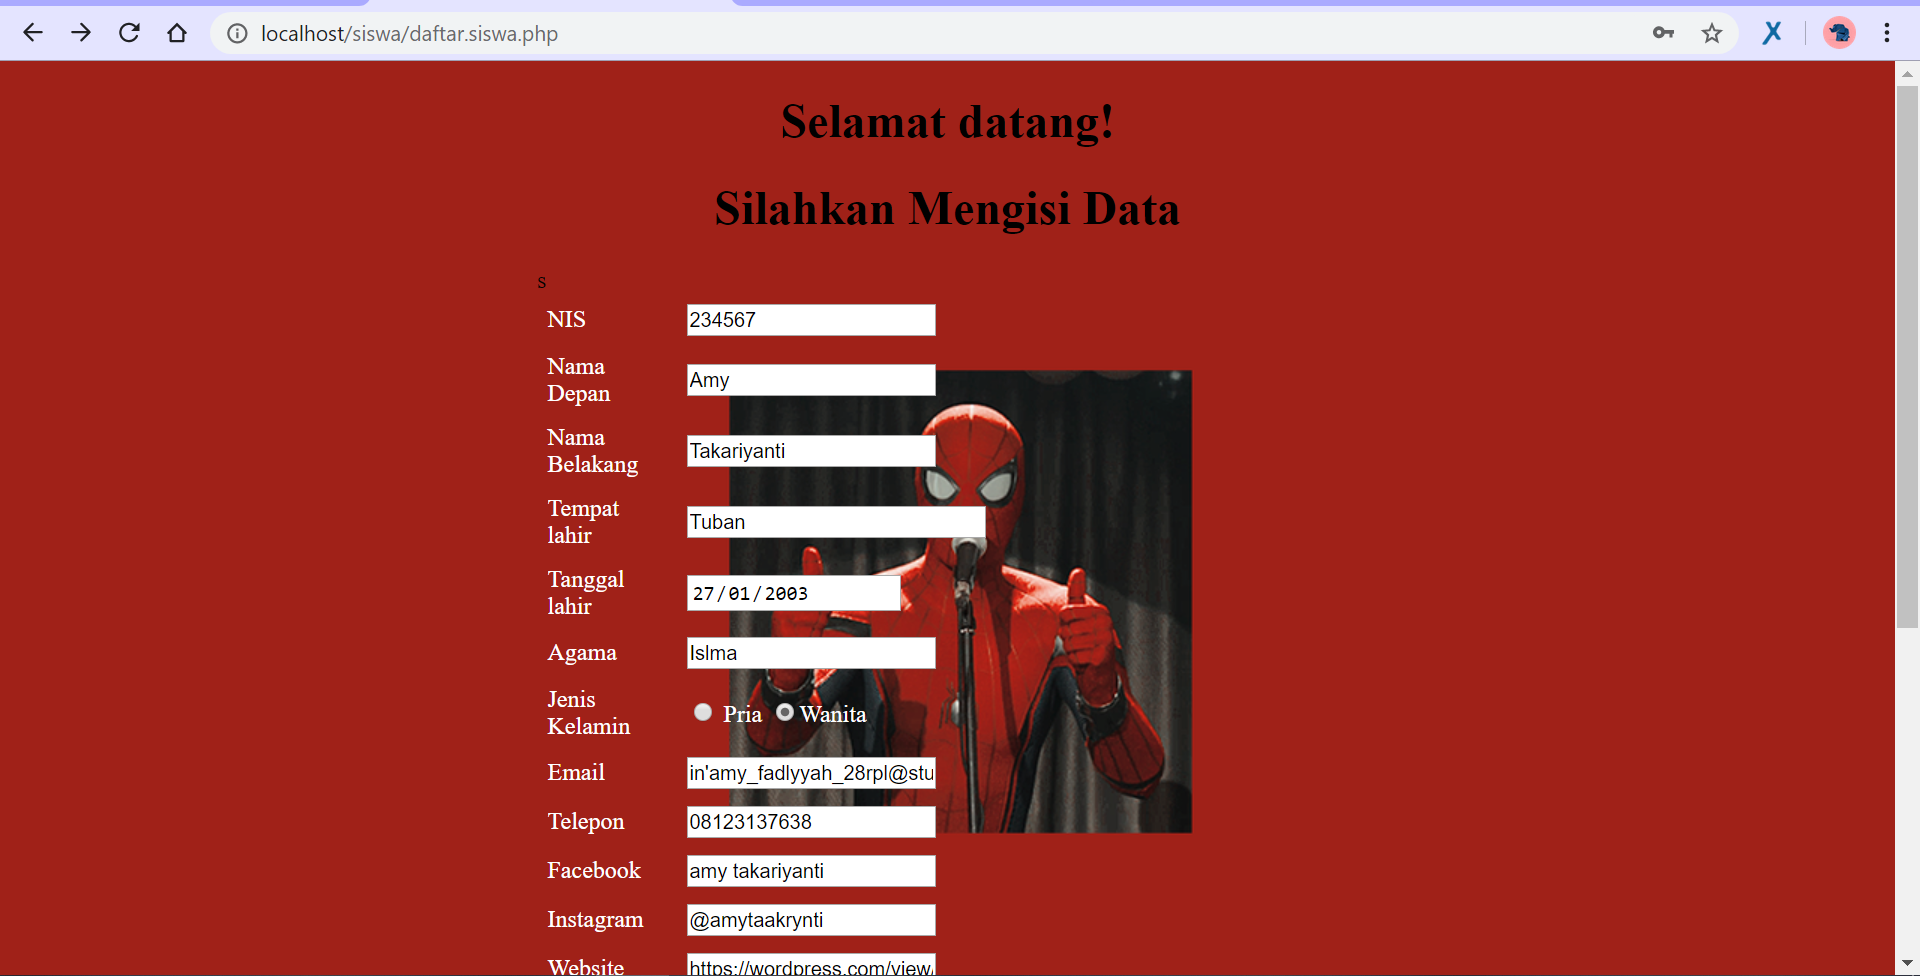 localhost/siswa/daftar.siswa.php
Selamat datang!
Silahkan Mengisi Data
s
NIS 234567
Nama
Depan Amy
Nama
Belakang Takariyanti
Tempat
lahir Tuban
Tanggal
lahir 27/01/2003
Agama Islma
Jenis
Kelamin Pria Wanita
Email in'amy_fadlyyah_28rpl@stu
Telepon 08123137638
Facebook amy takariyanti
Instagram @amytaakrynti
Website https://wordpress.com/view/